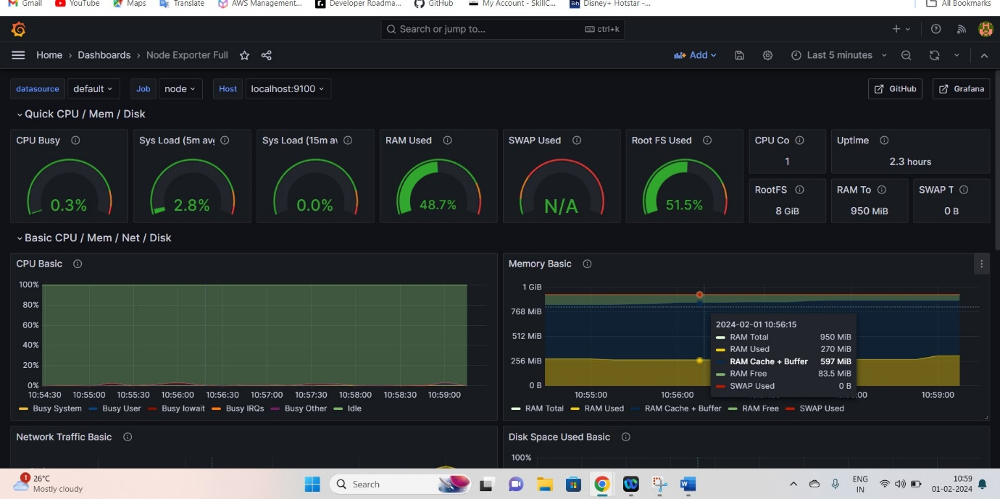 Gmail YouTube Maps Translate AWS Management... Developer Roadma... GitHub My Account - SkillC... Disney+ Hotstar -... All Bookmarks
Search or jump to... ctrl+k
Home › Dashboards › Node Exporter Full Add Last 5 minutes
datasource default Job node Host localhost:9100 GitHub Grafana
Quick CPU / Mem / Disk
CPU Busy Sys Load (5m avg Sys Load (15m av RAM Used SWAP Used Root FS Used CPU Co Uptime
1 2.3 hours
RootFS RAM To SWAP T
0.3% 2.8% 0.0% 48.7% N/A 51.5% 8 GiB 950 MiB 0 B
Basic CPU / Mem / Net / Disk
CPU Basic
100%
80%
60%
40%
20%
0%
10:54:30 10:55:00 10:55:30 10:56:00 10:56:30 10:57:00 10:57:30 10:58:00 10:58:30 10:59:00
Busy System Busy User Busy Iowait Busy IRQs Busy Other Idle
Memory Basic
1 GiB
768 MiB
512 MiB
256 MiB
0 B
2024-02-01 10:56:15
RAM Total 950 MiB
RAM Used 270 MiB
RAM Cache + Buffer 597 MiB
RAM Free 83.5 MiB
SWAP Used 0 B
10:55:00 10:56:00 10:59:00
RAM Total RAM Used RAM Cache + Buffer RAM Free SWAP Used
Network Traffic Basic
Disk Space Used Basic
100%
1
26°C
Mostly cloudy
Search
ENG
IN
10:59
01-02-2024